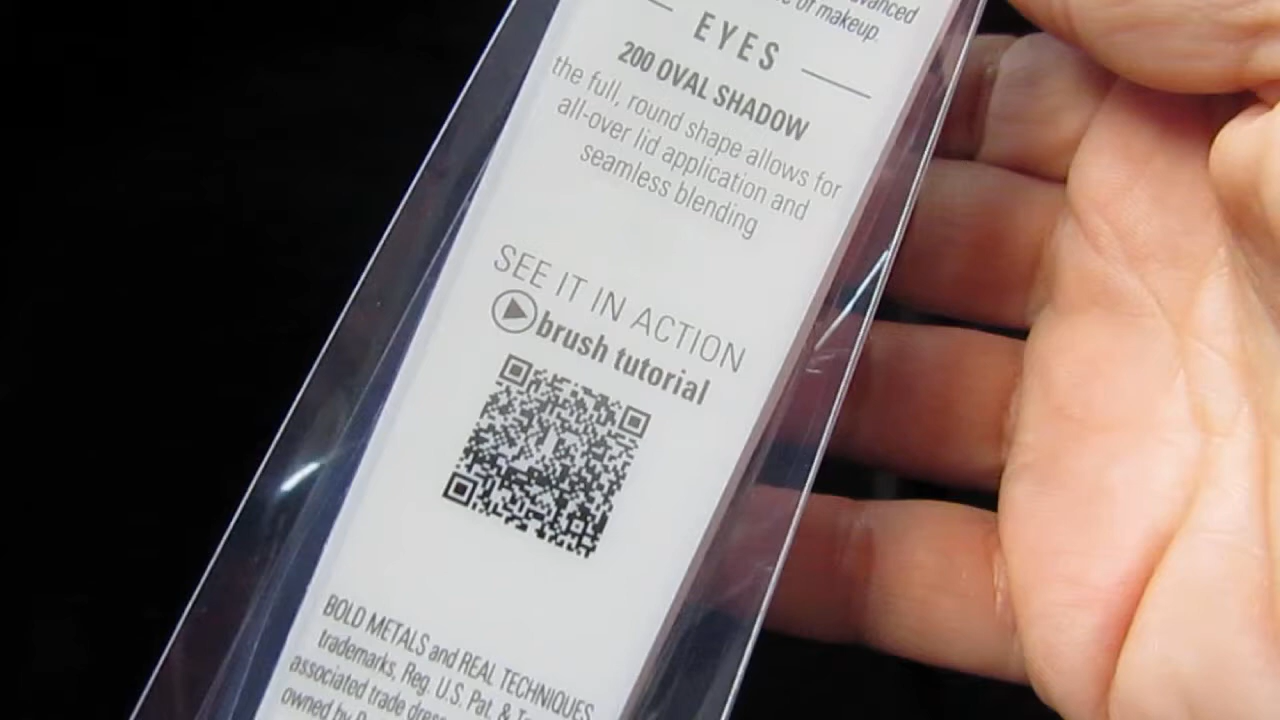 of makeup.
EYES
200 OVAL SHADOW
the full, round shape allows for
all-over lid application and
seamless blending
SEE IT IN ACTION
brush tutorial
BOLD METALS and REAL TECHNIQUES
trademarks, Reg. U.S. Pat. &
associated trade
owned by